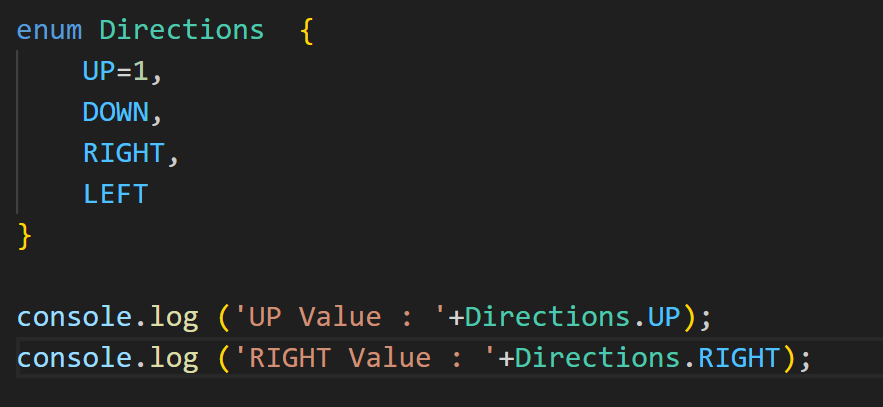 enum Directions  {
    UP=1,
    DOWN,
    RIGHT,
    LEFT
}
console.log ('UP Value : '+Directions.UP);
console.log ('RIGHT Value : '+Directions.RIGHT);